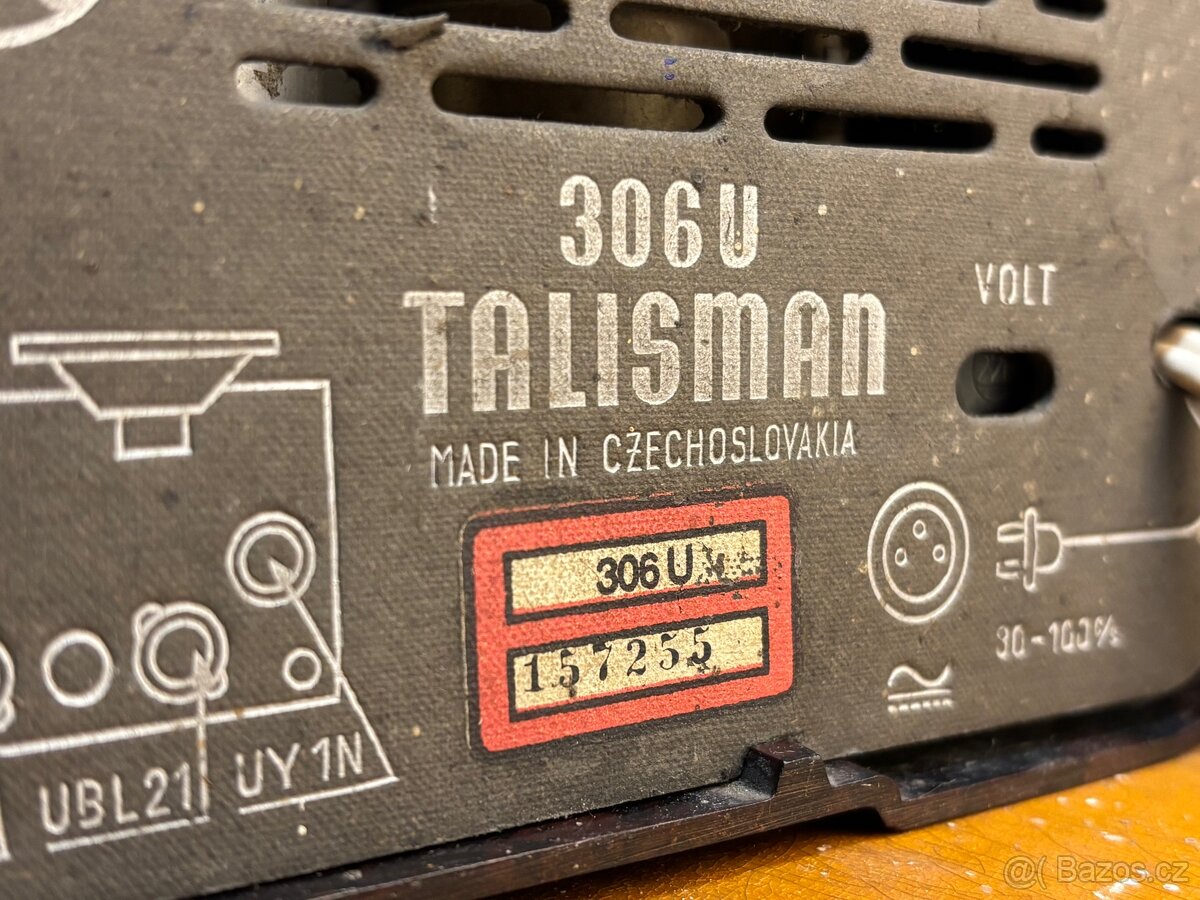 306U
TALISMAN
VOLT
MADE IN CZECHOSLOVAKIA
306 U
157255
30-100%
UBL21
UY1N
@( Bazos.cz